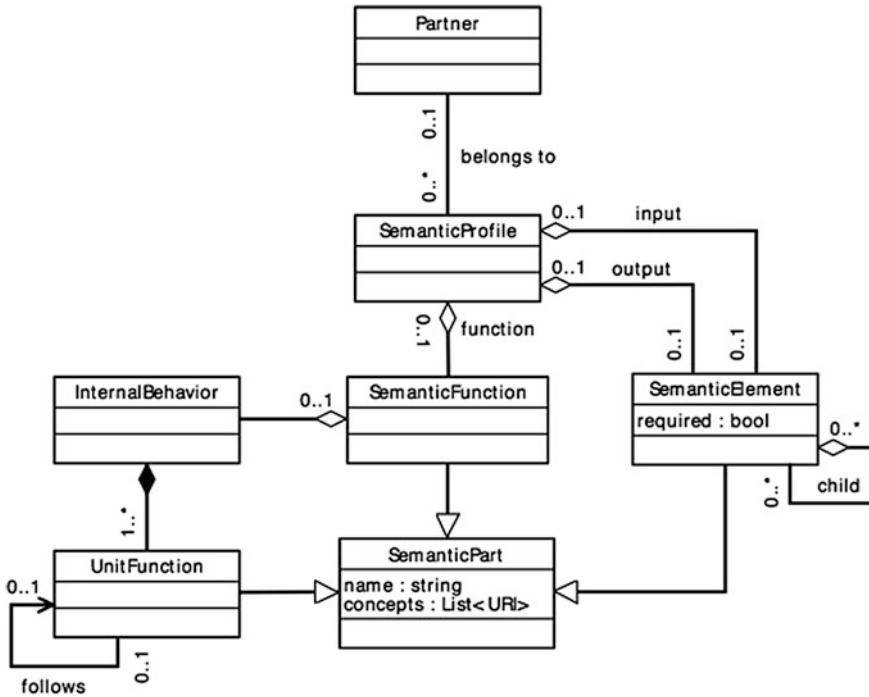 Partner
0..1
belongs to
0..*
SemanticProfile
0..1
input
0..1
output
0..1
function
0..1
0..1
InternalBehavior
0..1
SemanticFunction
SemanticElement
required : bool
0..*
0..*
child
1..*
UnitFunction
0..1
0..1
follows
SemanticPart
name : string
concepts : List<URI>